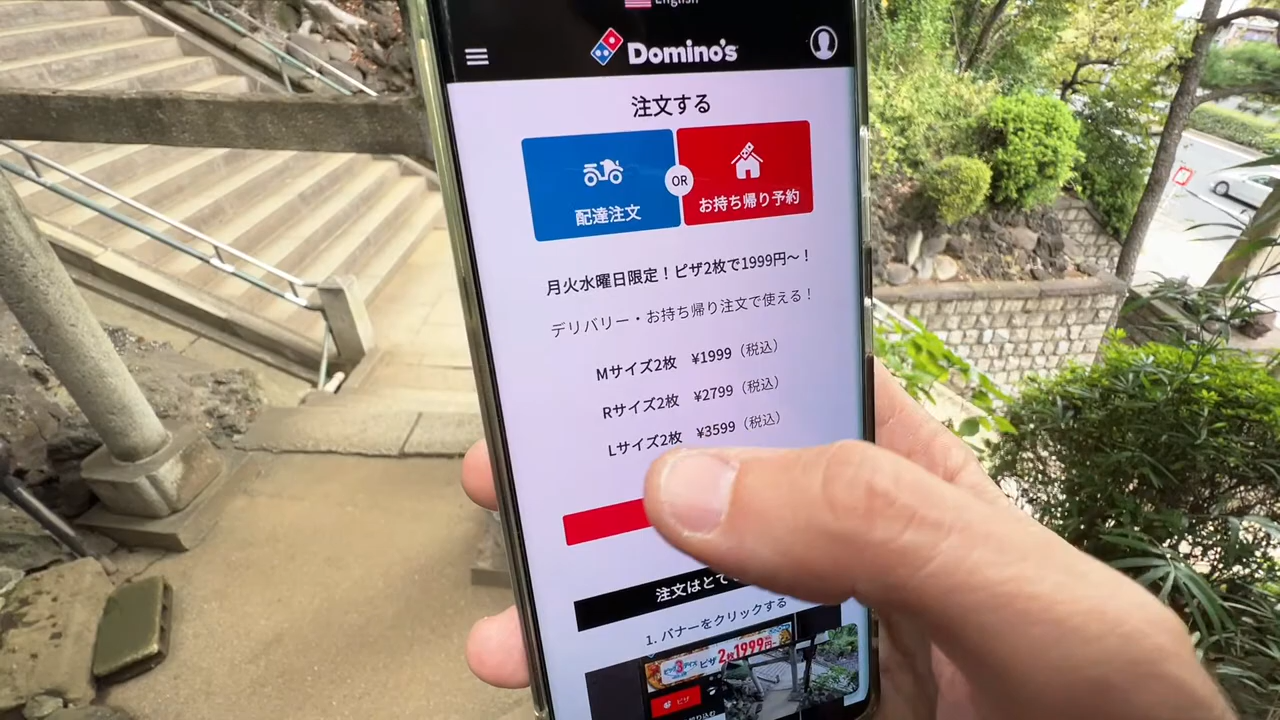 English
Domino's
注文する
配達注文
OR
お持ち帰り予約
月火水曜日限定！ピザ2枚で1999円〜！
デリバリー・お持ち帰り注文で使える！
Mサイズ2枚 ¥1999（税込）
Rサイズ2枚 ¥2799（税込）
Lサイズ2枚 ¥3599（税込）
注文はとて
1. バナーをクリックする
ピザ 2枚1999円~
ピザ